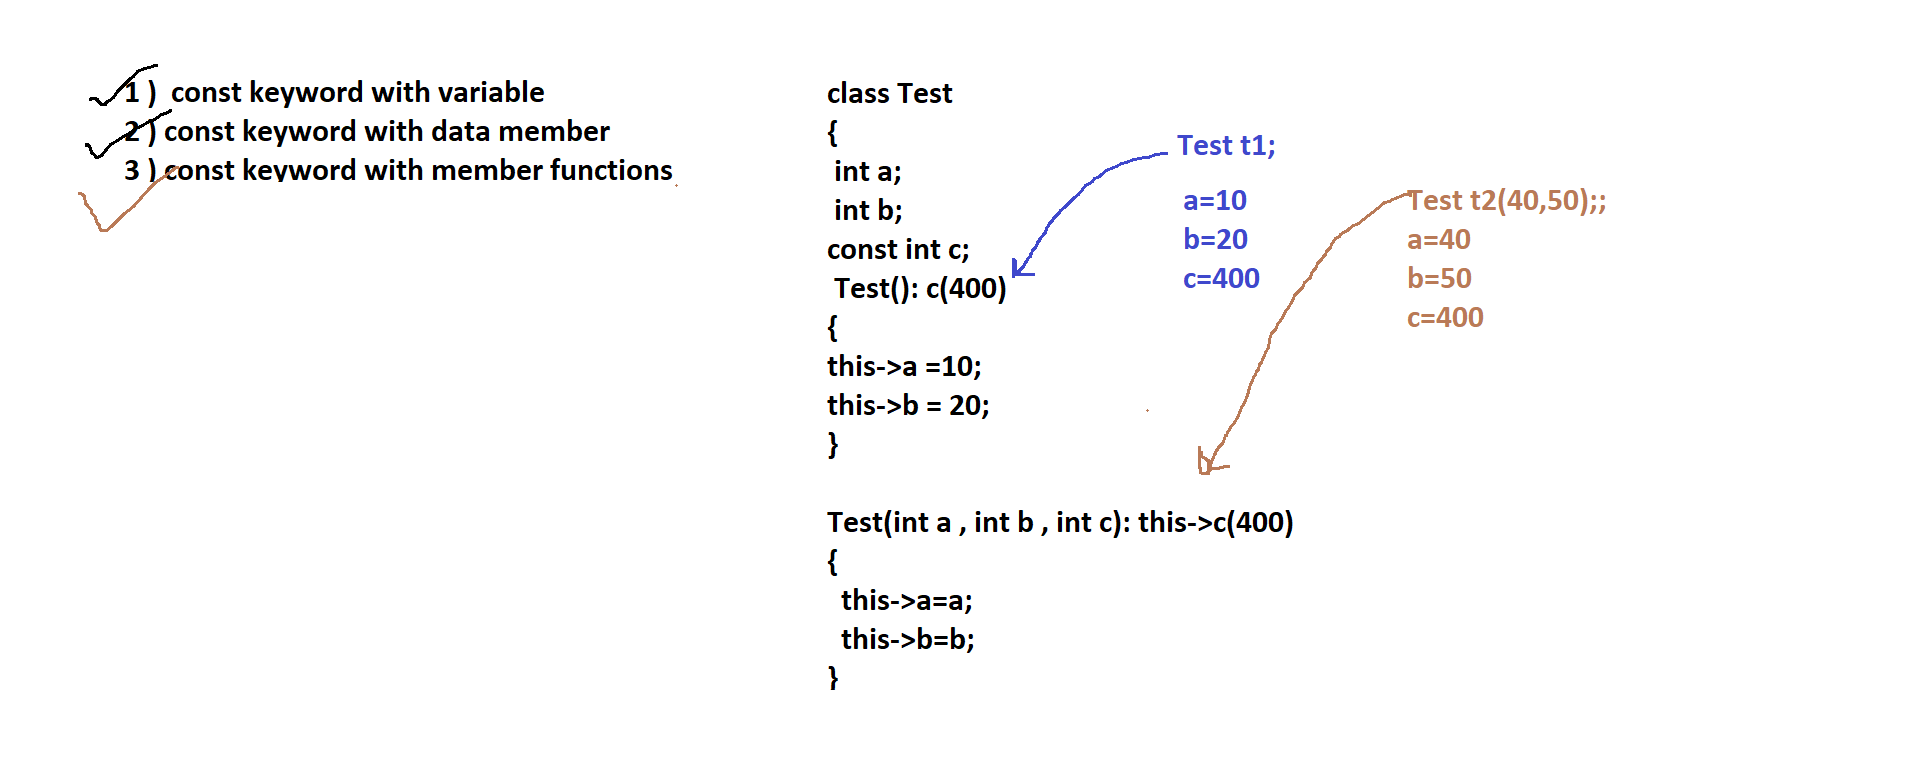 1 ) const keyword with variable
2 ) const keyword with data member
3 ) const keyword with member functions
class Test
{
int a;
int b;
const int c;
Test(): c(400)
{
this->a =10;
this->b = 20;
}
Test(int a , int b , int c): this->c(400)
{
this->a=a;
this->b=b;
}
Test t1;
a=10
b=20
c=400
Test t2(40,50);;
a=40
b=50
c=400